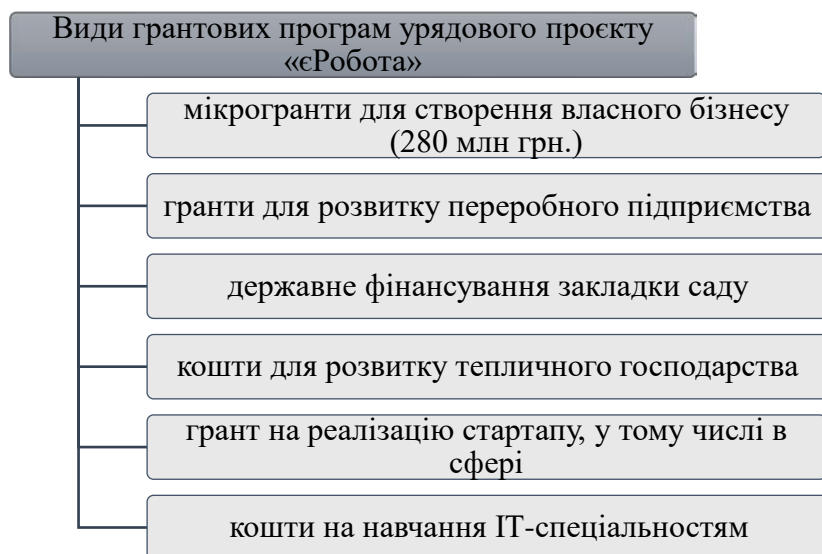 Види грантових програм урядового проєкту
«єРобота»
мікрогранти для створення власного бізнесу
(280 млн грн.)
гранти для розвитку переробного підприємства
державне фінансування закладки саду
кошти для розвитку тепличного господарства
грант на реалізацію стартапу, у тому числі в
сфері
кошти на навчання ІТ-спеціальностям